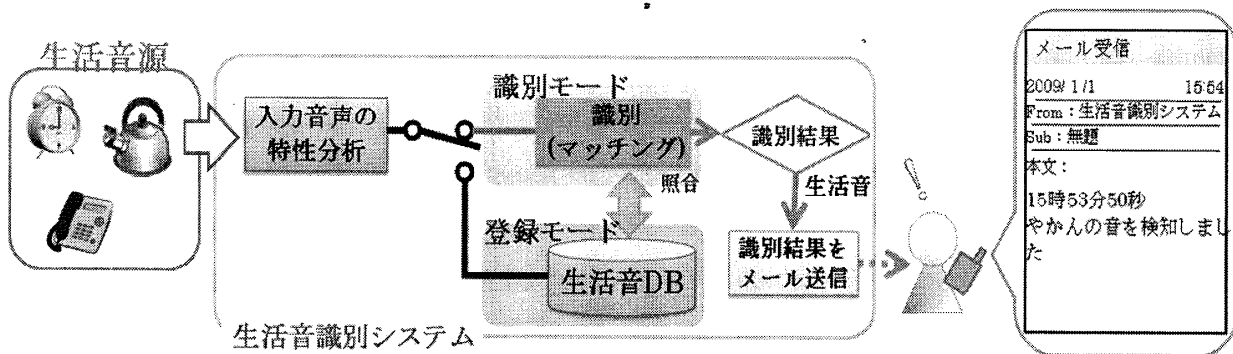 生活音源
入力音声の
特性分析
識別モード
識別
(マッチング)
照合
登録モード
生活音DB
識別結果
生活音
識別結果を
メール送信
生活音識別システム
!
メール受信
2009/1/1 15:54
From：生活音識別システム
Sub：無題
本文：
15時53分50秒
やかんの音を検知しまし
た